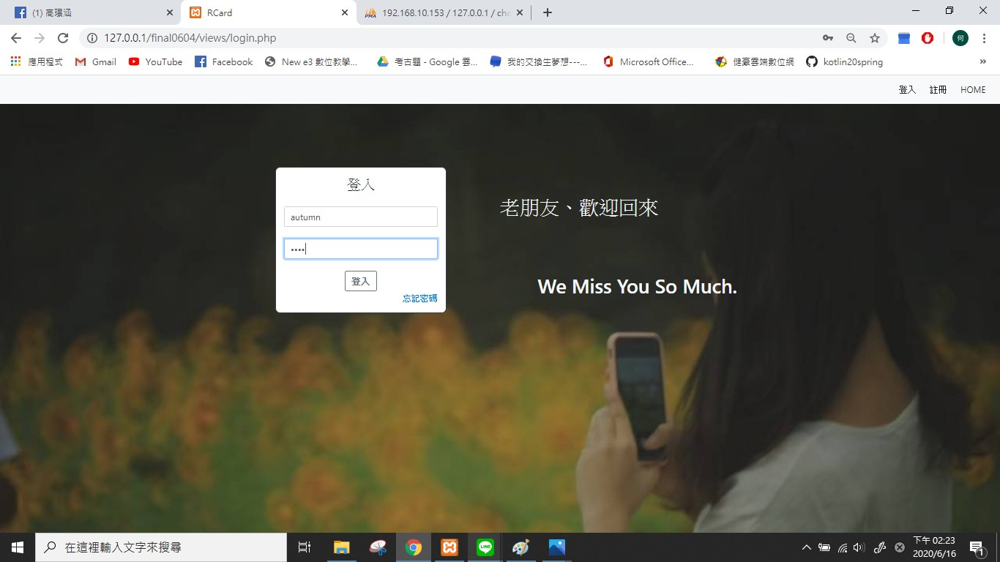 (1) 高環涵
RCard
192.168.10.153 / 127.0.0.1 / cha
127.0.0.1/final0604/views/login.php
何
應用程式
Gmail
YouTube
Facebook
New e3 數位教學...
考古題 - Google 雲...
我的交換生夢想---...
Microsoft Office...
健豪雲端數位網
kotlin20spring
»
登入
註冊
HOME
登入
autumn
••••
登入
忘記密碼
老朋友、歡迎回來
We Miss You So Much.
在這裡輸入文字來搜尋
LINE
下午 02:23
2020/6/16
1